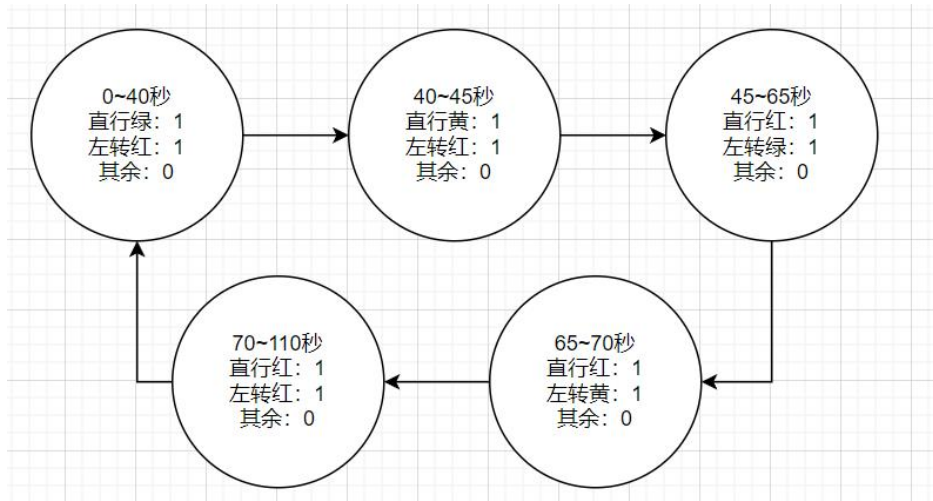 0~40秒
直行绿：1
左转红：1
其余：0
40~45秒
直行黄：1
左转红：1
其余：0
45~65秒
直行红：1
左转绿：1
其余：0
70~110秒
直行红：1
左转红：1
其余：0
65~70秒
直行红：1
左转黄：1
其余：0